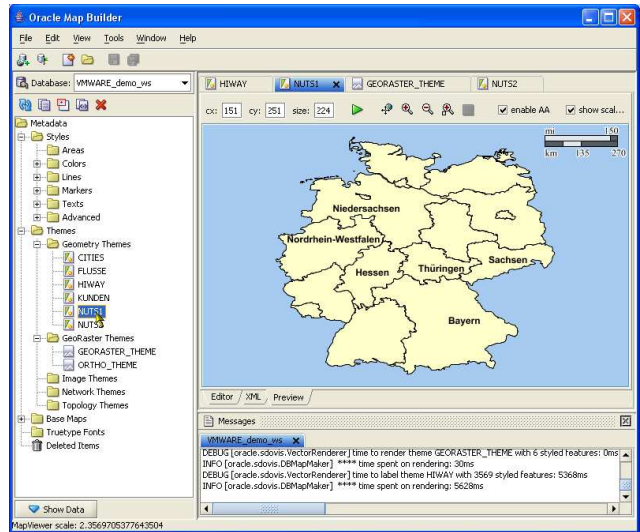 Oracle Map Builder
File Edit View Tools Window Help
Database: VMWARE_demo_ws
Metadata
Styles
Areas
Colors
Lines
Markers
Texts
Advanced
Themes
Geometry Themes
CITIES
FLUSSE
HIWAY
KUNDEN
NUTS1
NUTS
GeoRaster Themes
GEORASTER_THEME
ORTHO_THEME
Image Themes
Network Themes
Topology Themes
Base Maps
Truetype Fonts
Deleted Items
Show Data
HIWAY NUTS1 x GEORASTER_THEME NUTS2
cx: 151 cy: 251 size: 224 enable AA show scal...
mi 150
km 135 270
Niedersachsen
Nordrhein-Westfalen
Sachsen
Hessen Thüringen
Bayern
Editor XML Preview
Messages
VMWARE_demo_ws x
DEBUG [oracle.sdovis.VectorRenderer] time to render theme GEORASTER_THEME with 6 styled features: 0ms
INFO [oracle.sdovis.DBMapMaker] **** time spent on rendering: 30ms
DEBUG [oracle.sdovis.VectorRenderer] time to label theme HIWAY with 3569 styled features: 5368ms
INFO [oracle.sdovis.DBMapMaker] **** time spent on rendering: 5628ms
MapViewer scale: 2.3569705377643504